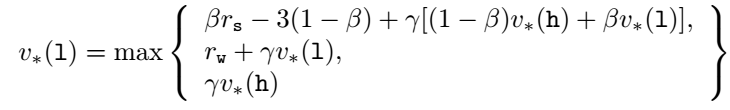 βr_s − 3(1 − β) + γ[(1 − β)v_*(h) + βv_*(l)],
v_*(l) = max { r_w + γv_*(l), }
γv_*(h)